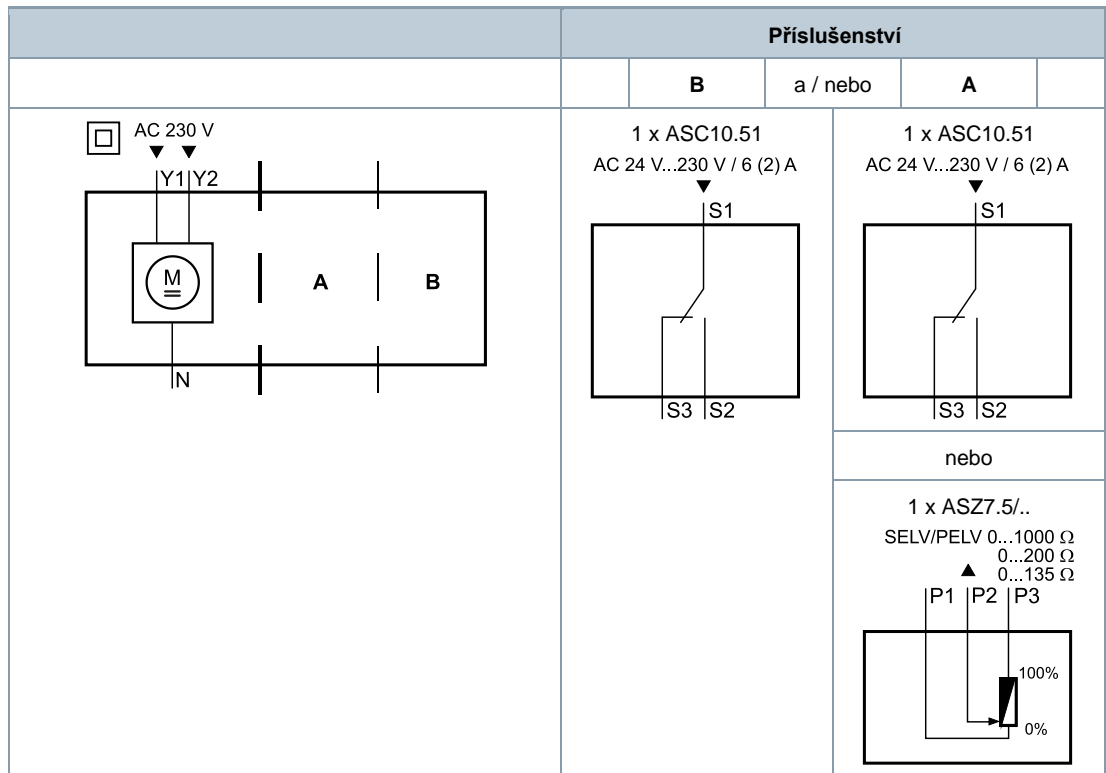 Příslušenství
B a / nebo A
AC 230 V
Y1 Y2
M
A B
N
1 x ASC10.51
AC 24 V...230 V / 6 (2) A
S1
S3 S2
1 x ASC10.51
AC 24 V...230 V / 6 (2) A
S1
S3 S2
nebo
1 x ASZ7.5/..
SELV/PELV 0...1000 Ω
0...200 Ω
0...135 Ω
P1 P2 P3
100%
0%